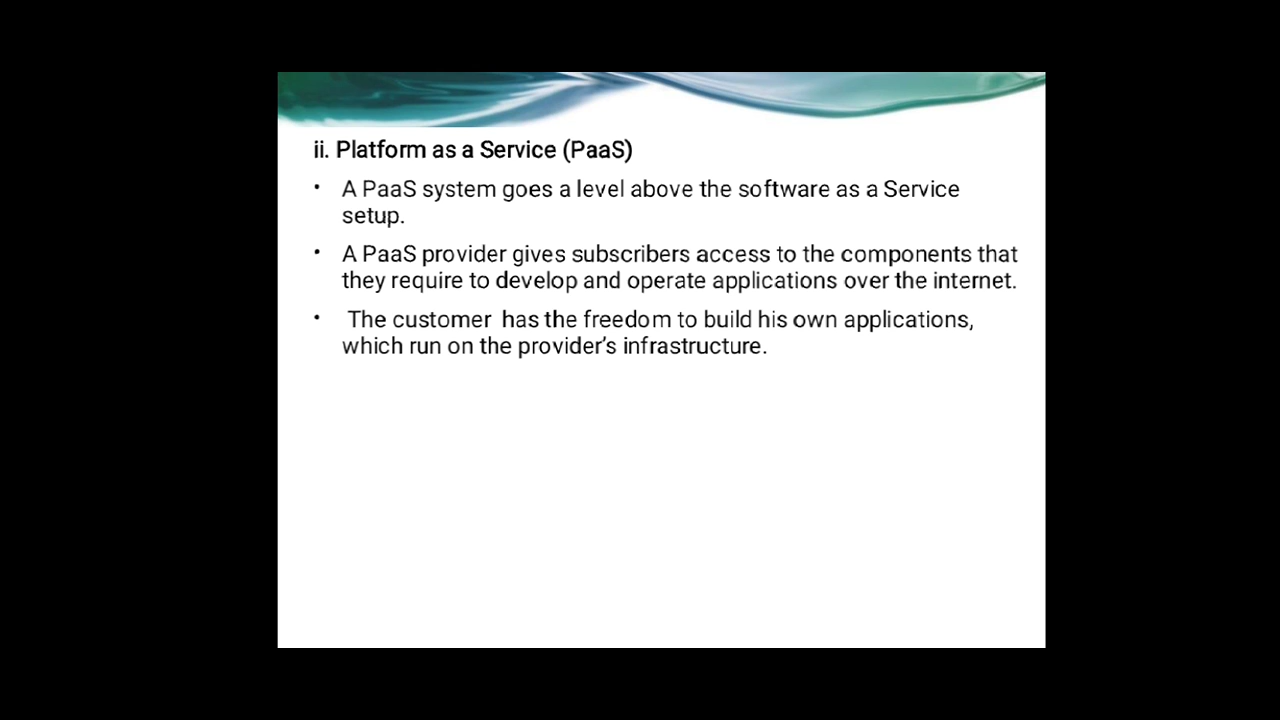 ii. Platform as a Service (PaaS)
• A PaaS system goes a level above the software as a Service
setup.
• A PaaS provider gives subscribers access to the components that
they require to develop and operate applications over the internet.
• The customer has the freedom to build his own applications,
which run on the provider’s infrastructure.